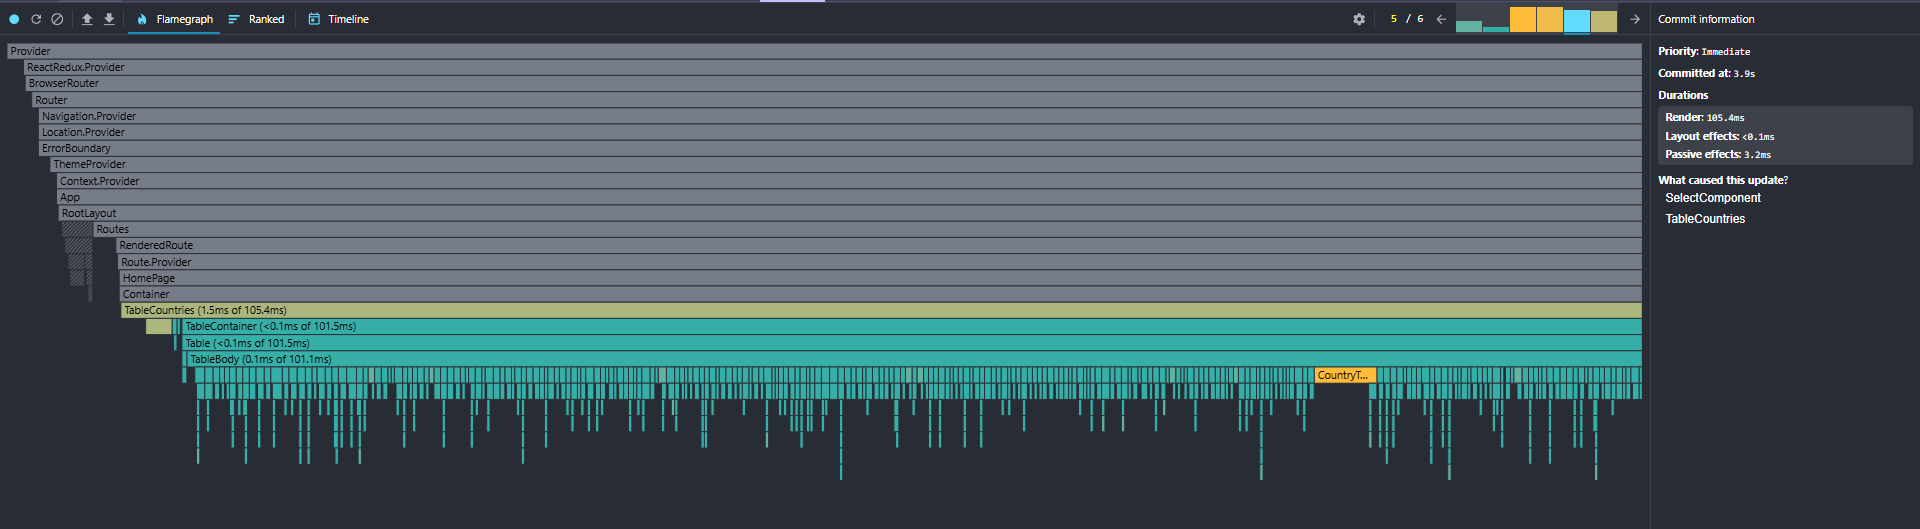 Flamegraph
Ranked
Timeline
5 / 6
Commit information
Provider
ReactRedux.Provider
BrowserRouter
Router
Navigation.Provider
Location.Provider
ErrorBoundary
ThemeProvider
Context.Provider
App
RootLayout
Routes
RenderedRoute
Route.Provider
HomePage
Container
TableCountries (1.5ms of 105.4ms)
TableContainer (<0.1ms of 101.5ms)
Table (<0.1ms of 101.5ms)
TableBody (0.1ms of 101.1ms)
CountryT...
Priority: Immediate
Committed at: 3.9s
Durations
Render: 105.4ms
Layout effects: <0.1ms
Passive effects: 3.2ms
What caused this update?
SelectComponent
TableCountries